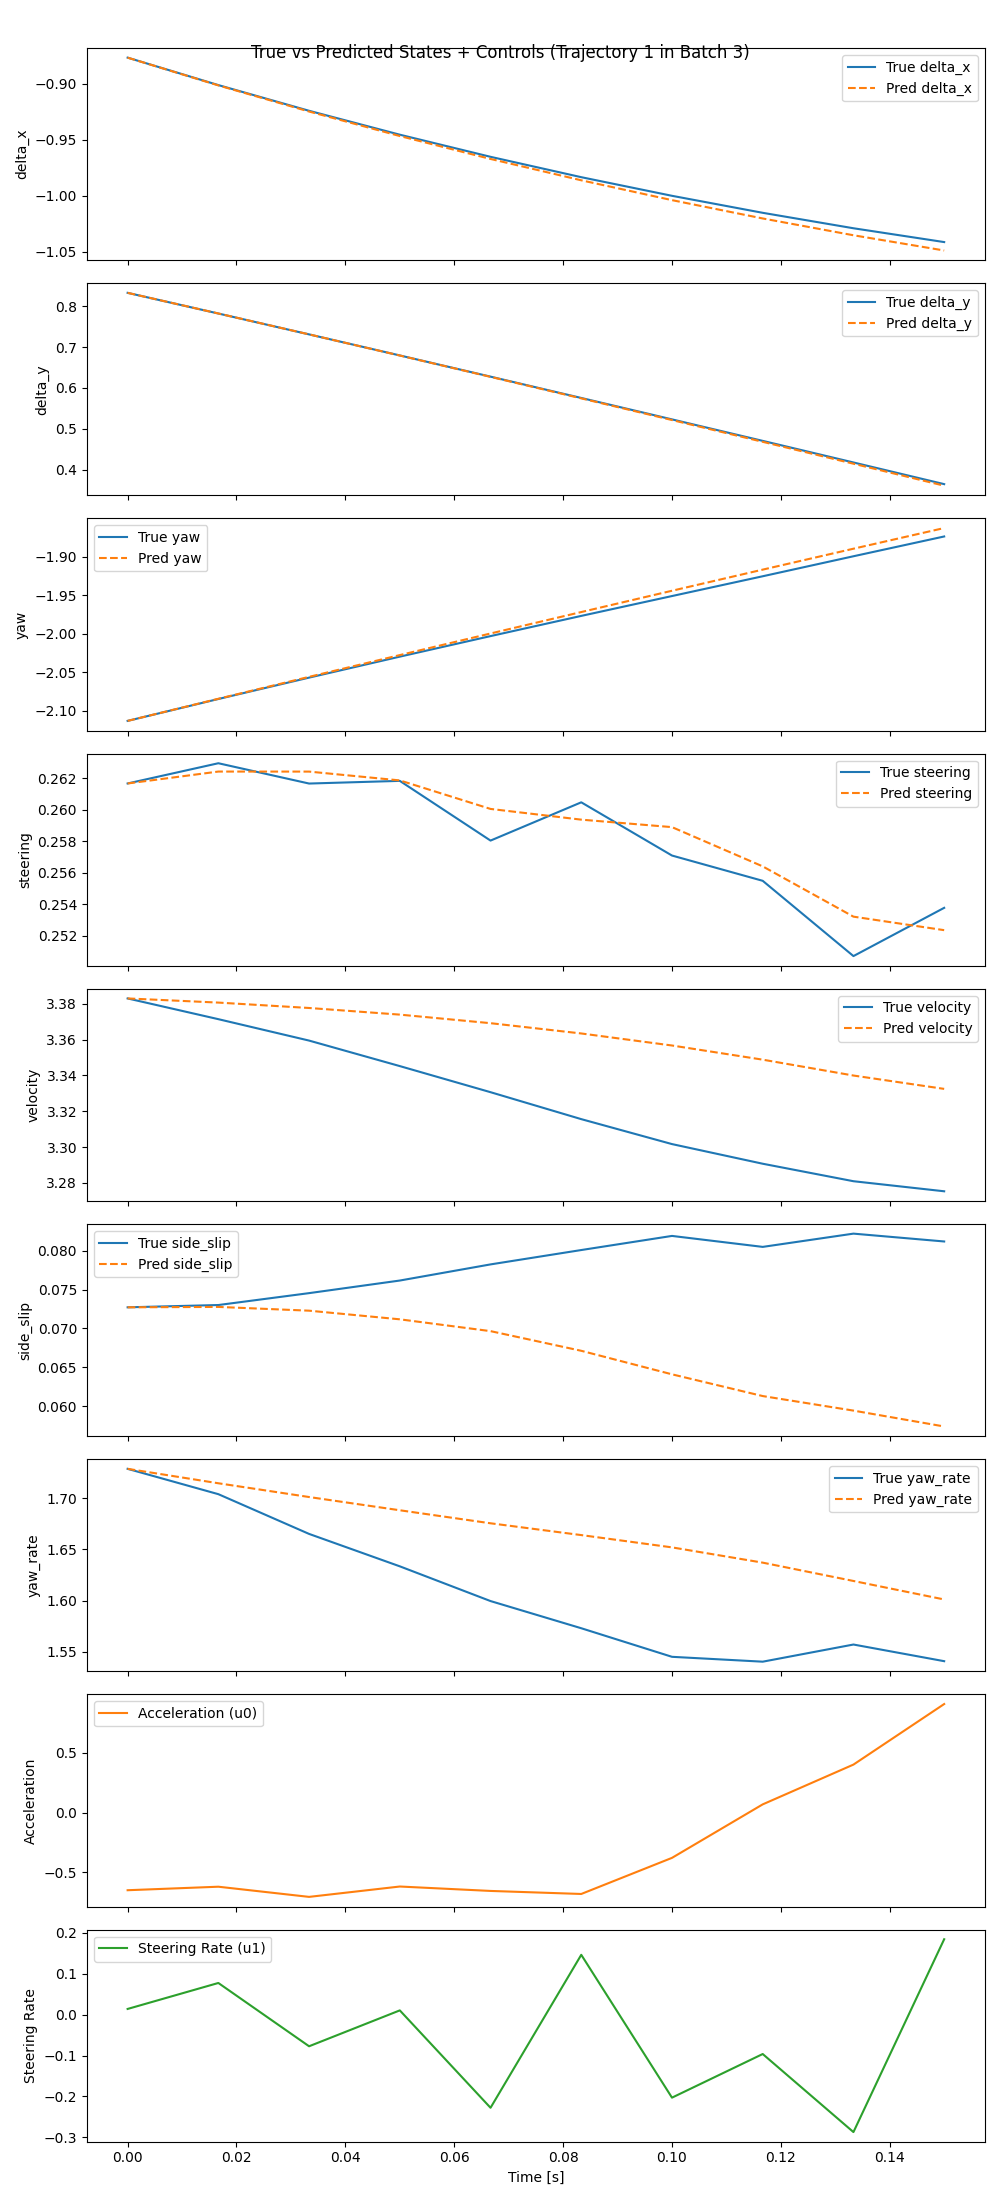 True vs Predicted States + Controls (Trajectory 1 in Batch 3)
True delta_x
Pred delta_x
delta_x
−0.90
−0.95
−1.00
−1.05
True delta_y
Pred delta_y
delta_y
0.8
0.7
0.6
0.5
0.4
True yaw
Pred yaw
yaw
−1.90
−1.95
−2.00
−2.05
−2.10
True steering
Pred steering
steering
0.262
0.260
0.258
0.256
0.254
0.252
True velocity
Pred velocity
velocity
3.38
3.36
3.34
3.32
3.30
3.28
True side_slip
Pred side_slip
side_slip
0.080
0.075
0.070
0.065
0.060
True yaw_rate
Pred yaw_rate
yaw_rate
1.70
1.65
1.60
1.55
Acceleration (u0)
Acceleration
0.5
0.0
−0.5
Steering Rate (u1)
Steering Rate
0.2
0.1
0.0
−0.1
−0.2
−0.3
0.00 0.02 0.04 0.06 0.08 0.10 0.12 0.14
Time [s]